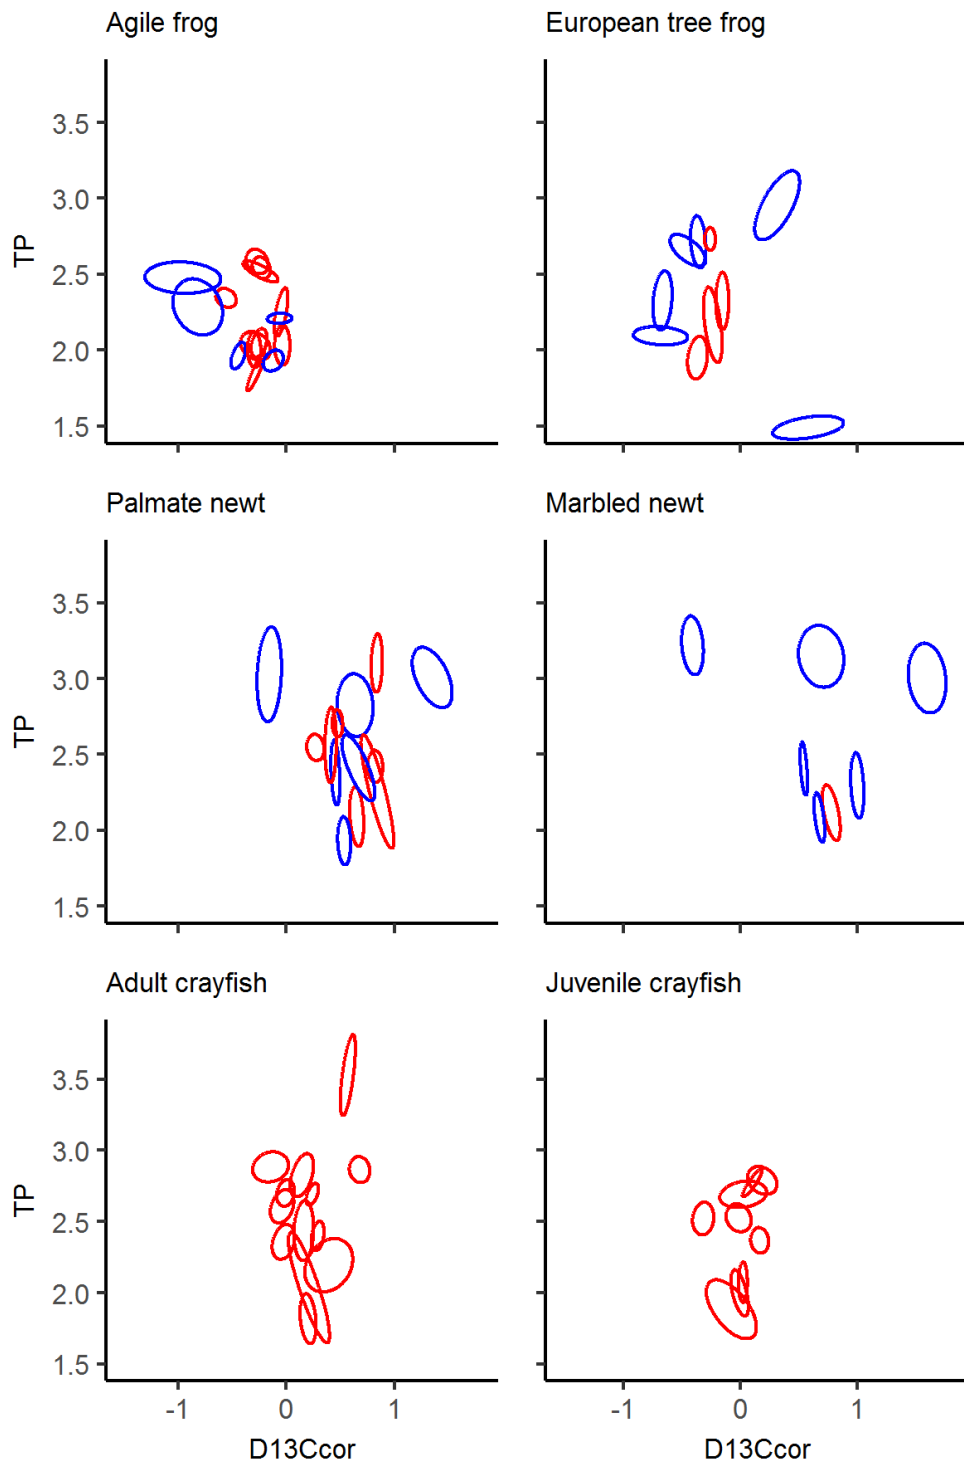 Agile frog
European tree frog
TP
3.5
3.0
2.5
2.0
1.5
Palmate newt
Marbled newt
TP
3.5
3.0
2.5
2.0
1.5
Adult crayfish
Juvenile crayfish
TP
3.5
3.0
2.5
2.0
1.5
-1 0 1
-1 0 1
D13Ccor
D13Ccor